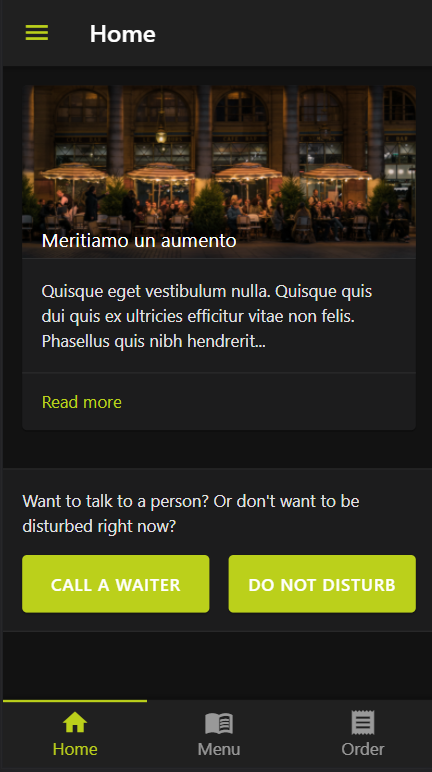 Home
Meritiamo un aumento
Quisque eget vestibulum nulla. Quisque quis
dui quis ex ultricies efficitur vitae non felis.
Phasellus quis nibh hendrerit...
Read more
Want to talk to a person? Or don't want to be
disturbed right now?
CALL A WAITER
DO NOT DISTURB
Home
Menu
Order